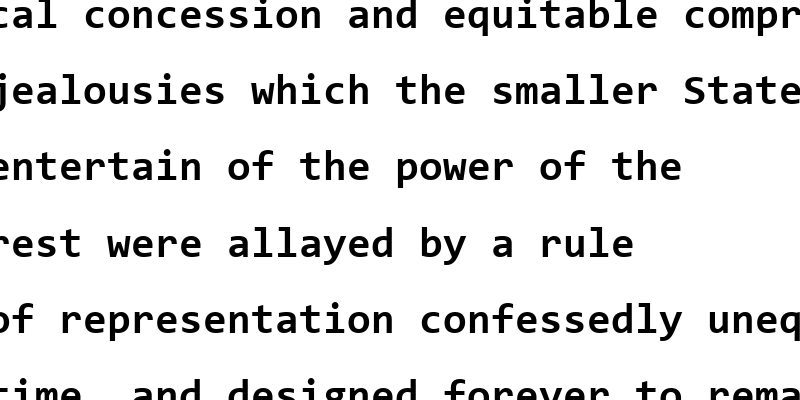 cal concession and equitable compr
jealousies which the smaller State
entertain of the power of the
rest were allayed by a rule
of representation confessedly uneq
time, and designed forever to rema